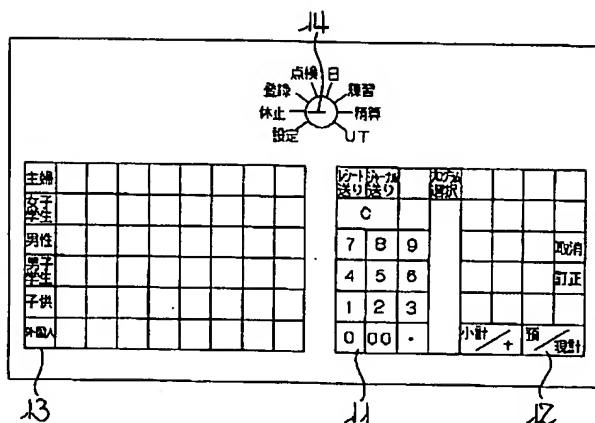 14
点検 日
登録 練習
休止 精算
設定 UT
主婦
女子
学生
男性
男子
学生
子供
外国人
レシート ジャーナル プログラム
送り 送り 選択
C
7 8 9
4 5 6
1 2 3
0 00 ・
取消
訂正
小計/+ 預/現計
13 11 12